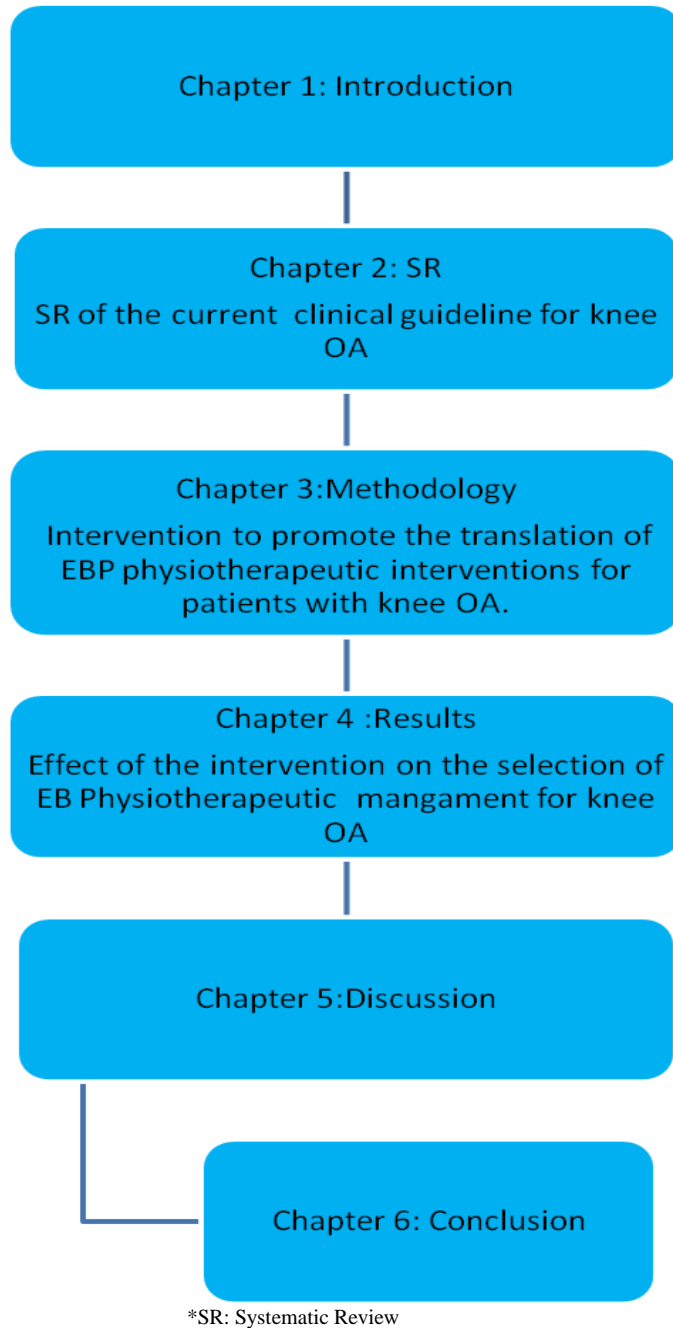 Chapter 1: Introduction
Chapter 2: SR
SR of the current clinical guideline for knee
OA
Chapter 3:Methodology
Intervention to promote the translation of
EBP physiotherapeutic interventions for
patients with knee OA.
Chapter 4 :Results
Effect of the intervention on the selection of
EB Physiotherapeutic mangament for knee
OA
Chapter 5:Discussion
Chapter 6: Conclusion
*SR: Systematic Review